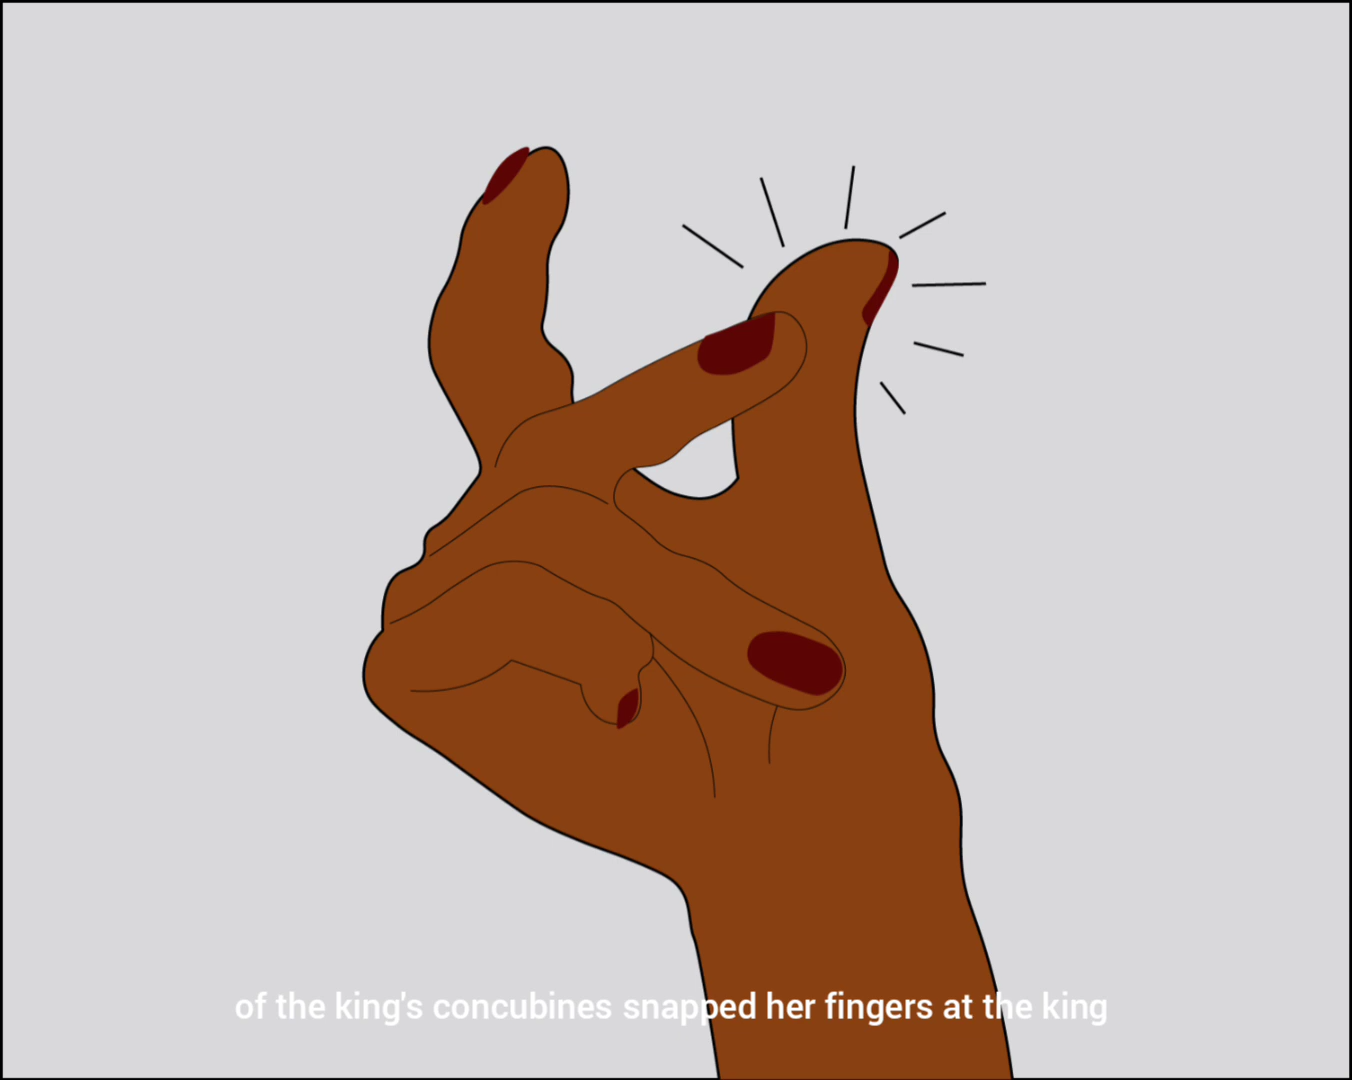 of the king's concubines snapped her fingers at the king